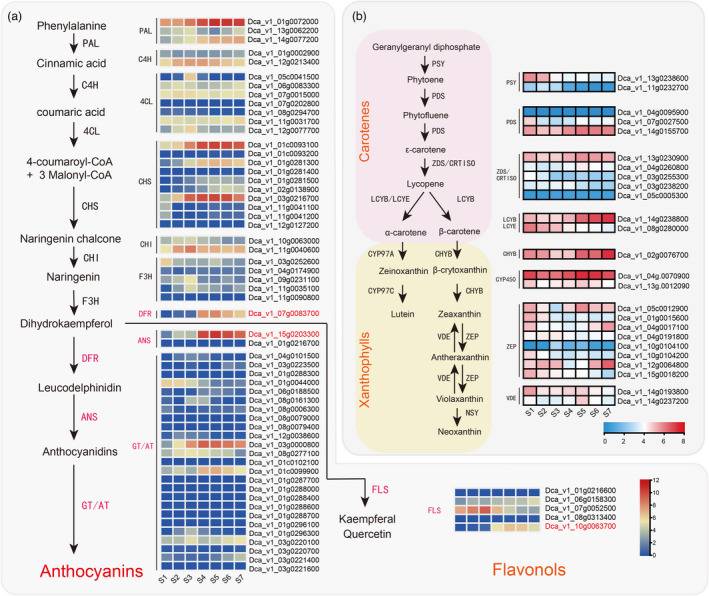 (a)
Phenylalanine
PAL
Cinnamic acid
C4H
coumaric acid
4CL
4-coumaroyl-CoA
+ 3 Malonyl-CoA
CHS
Naringenin chalcone
CHI
Naringenin
F3H
Dihydrokaempferol
DFR
Leucodelphinidin
ANS
Anthocyanidins
GT/AT
Anthocyanins
PAL
Dca_v1_01g0072000
Dca_v1_13g0062200
Dca_v1_14g0077200
C4H
Dca_v1_01g0002900
Dca_v1_12g0213400
4CL
Dca_v1_05c0041500
Dca_v1_06g0083300
Dca_v1_07g0015000
Dca_v1_07g0202800
Dca_v1_08g0294700
Dca_v1_11g0031700
Dca_v1_12g0077700
CHS
Dca_v1_01c0093100
Dca_v1_01c0093200
Dca_v1_01g0281300
Dca_v1_01g0281400
Dca_v1_01g0281500
Dca_v1_02g0138900
Dca_v1_03g0216700
Dca_v1_11g0041100
Dca_v1_11g0041200
Dca_v1_12g0127200
CHI
Dca_v1_10g0063000
Dca_v1_11g0040600
F3H
Dca_v1_03g0252600
Dca_v1_04g0174900
Dca_v1_09g0231100
Dca_v1_11g0035100
Dca_v1_11g0090800
DFR
Dca_v1_07g0083700
ANS
Dca_v1_15g0203300
Dca_v1_01g0216700
GT/AT
Dca_v1_04g0101500
Dca_v1_03g0223500
Dca_v1_01g0288300
Dca_v1_01g0044000
Dca_v1_06g0188500
Dca_v1_08g0161300
Dca_v1_08g0006300
Dca_v1_08g0079000
Dca_v1_08g0079400
Dca_v1_12g0038600
Dca_v1_03g0000800
Dca_v1_08g0277100
Dca_v1_01c0102100
Dca_v1_01c0099900
Dca_v1_01g0287700
Dca_v1_01g0288000
Dca_v1_01g0288400
Dca_v1_01g0288600
Dca_v1_01g0288700
Dca_v1_01g0296100
Dca_v1_01g0296300
Dca_v1_03g0220100
Dca_v1_03g0220700
Dca_v1_03g0221400
Dca_v1_03g0221600
S1 S2 S3 S4 S5 S6 S7
FLS
Kaempferal
Quercetin
(b)
Carotenes
Geranylgeranyl diphosphate
PSY
Phytoene
PDS
Phytofluene
PDS
ε-carotene
ZDS/CRTISO
Lycopene
LCYB/LCYE
LCYB
α-carotene
β-carotene
Xanthophylls
CYP97A
CHYB
Zeinoxanthin
β-crytoxanthin
CYP97C
CHYB
Lutein
Zeaxanthin
VDE
ZEP
Antheraxanthin
VDE
ZEP
Violaxanthin
NSY
Neoxanthin
PSY
Dca_v1_13g0238600
Dca_v1_11g0232700
PDS
Dca_v1_04g0095900
Dca_v1_07g0027500
Dca_v1_14g0155700
ZDS/
CRTISO
Dca_v1_13g0230900
Dca_v1_04g0260800
Dca_v1_03g0255300
Dca_v1_03g0238200
Dca_v1_05c0005300
LCYB
LCYE
Dca_v1_14g0238800
Dca_v1_08g0280000
CHYB
Dca_v1_02g0076700
CYP450
Dca_v1_04g.0070900
Dca_v1_13g.0012090
ZEP
Dca_v1_05c0012900
Dca_v1_01g0015600
Dca_v1_04g0017100
Dca_v1_04g0191800
Dca_v1_10g0104100
Dca_v1_10g0104200
Dca_v1_12g0064800
Dca_v1_15g0018200
VDE
Dca_v1_14g0193800
Dca_v1_14g0237200
S1 S2 S3 S4 S5 S6 S7
0 2 4 6 8
FLS
Dca_v1_01g0216600
Dca_v1_06g0158300
Dca_v1_07g0052500
Dca_v1_08g0313400
Dca_v1_10g0063700
Flavonols
12
10
8
6
4
2
0